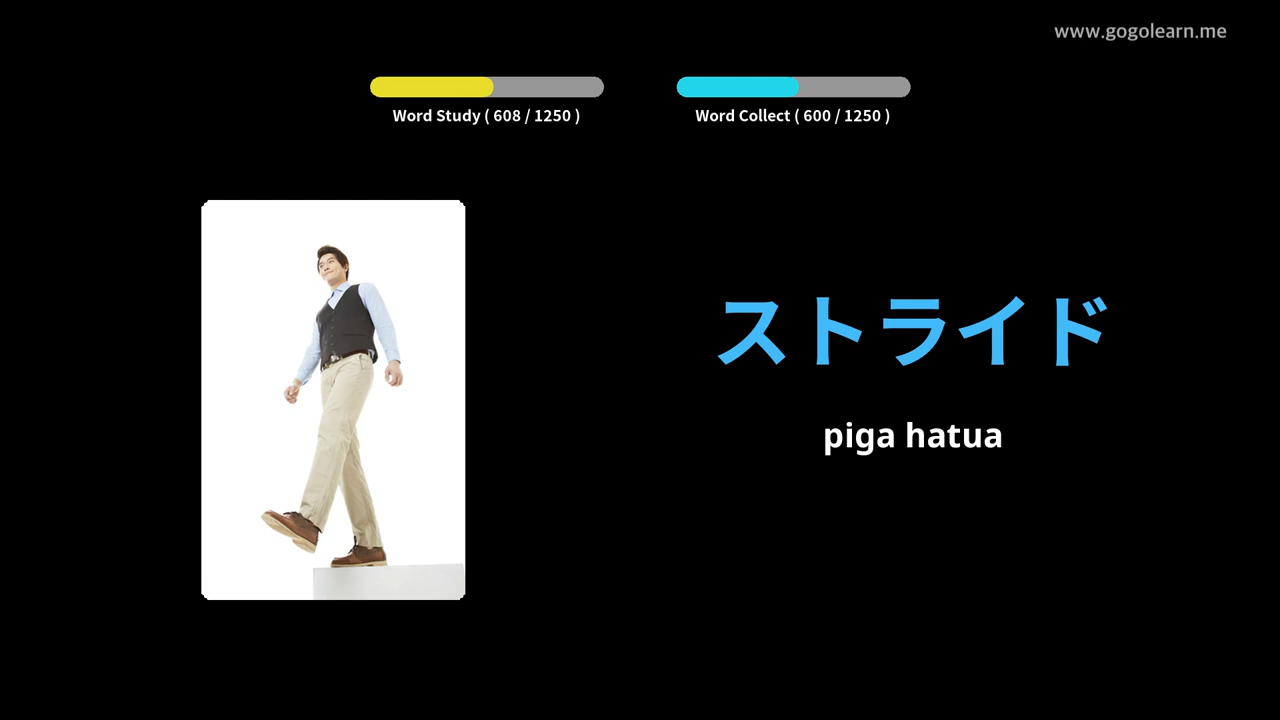 www.gogolearn.me
Word Study ( 608 / 1250 )
Word Collect ( 600 / 1250 )
ストライド
piga hatua